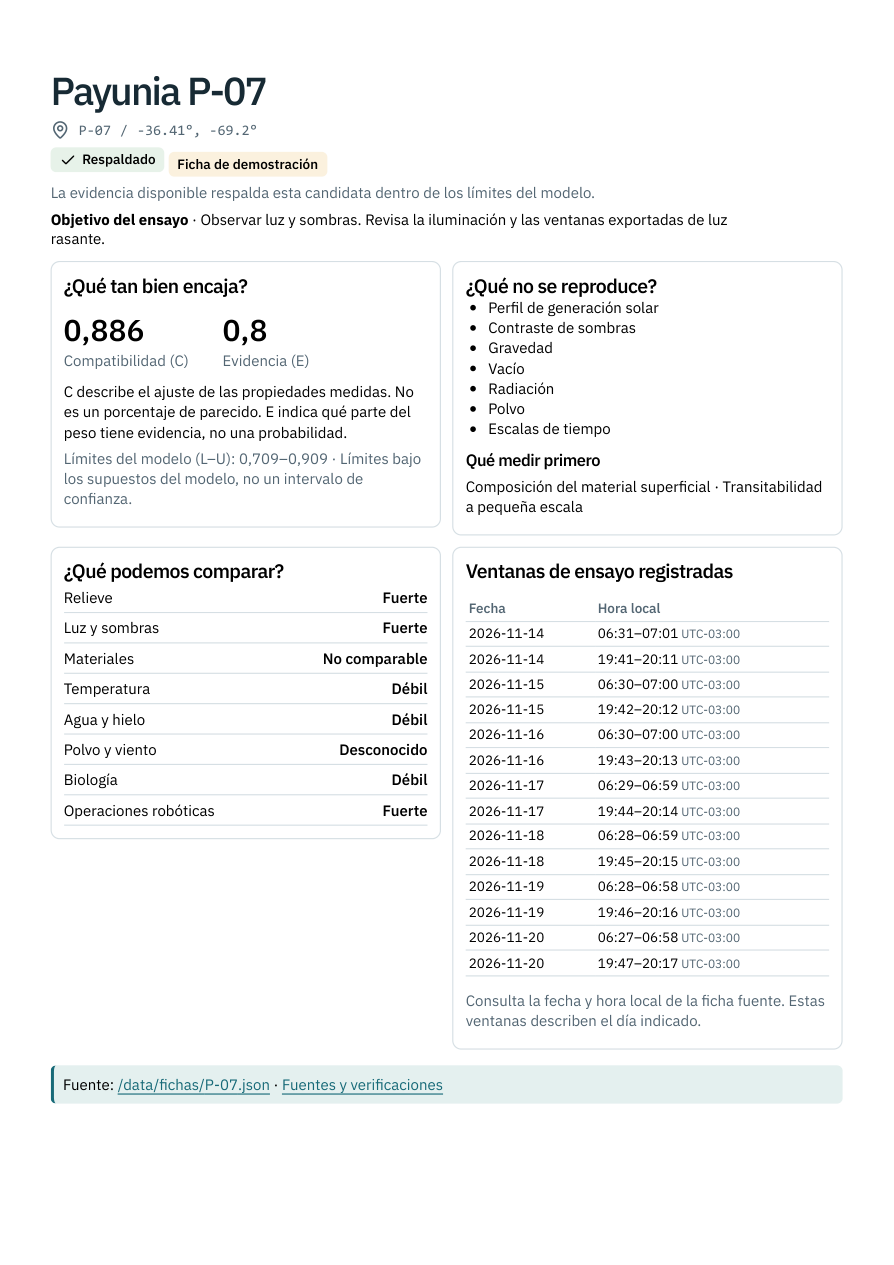 Payunia P-07
P-07 / -36.41°, -69.2°
Respaldado Ficha de demostración
La evidencia disponible respalda esta candidata dentro de los límites del modelo.
Objetivo del ensayo · Observar luz y sombras. Revisa la iluminación y las ventanas exportadas de luz
rasante.
¿Qué tan bien encaja?
0,886 0,8
Compatibilidad (C) Evidencia (E)
C describe el ajuste de las propiedades medidas. No
es un porcentaje de parecido. E indica qué parte del
peso tiene evidencia, no una probabilidad.
Límites del modelo (L–U): 0,709–0,909 · Límites bajo
los supuestos del modelo, no un intervalo de
confianza.
¿Qué no se reproduce?
• Perfil de generación solar
• Contraste de sombras
• Gravedad
• Vacío
• Radiación
• Polvo
• Escalas de tiempo
Qué medir primero
Composición del material superficial · Transitabilidad
a pequeña escala
¿Qué podemos comparar?
Relieve Fuerte
Luz y sombras Fuerte
Materiales No comparable
Temperatura Débil
Agua y hielo Débil
Polvo y viento Desconocido
Biología Débil
Operaciones robóticas Fuerte
Ventanas de ensayo registradas
Fecha Hora local
2026-11-14 06:31–07:01 UTC-03:00
2026-11-14 19:41–20:11 UTC-03:00
2026-11-15 06:30–07:00 UTC-03:00
2026-11-15 19:42–20:12 UTC-03:00
2026-11-16 06:30–07:00 UTC-03:00
2026-11-16 19:43–20:13 UTC-03:00
2026-11-17 06:29–06:59 UTC-03:00
2026-11-17 19:44–20:14 UTC-03:00
2026-11-18 06:28–06:59 UTC-03:00
2026-11-18 19:45–20:15 UTC-03:00
2026-11-19 06:28–06:58 UTC-03:00
2026-11-19 19:46–20:16 UTC-03:00
2026-11-20 06:27–06:58 UTC-03:00
2026-11-20 19:47–20:17 UTC-03:00
Consulta la fecha y hora local de la ficha fuente. Estas
ventanas describen el día indicado.
Fuente: /data/fichas/P-07.json · Fuentes y verificaciones